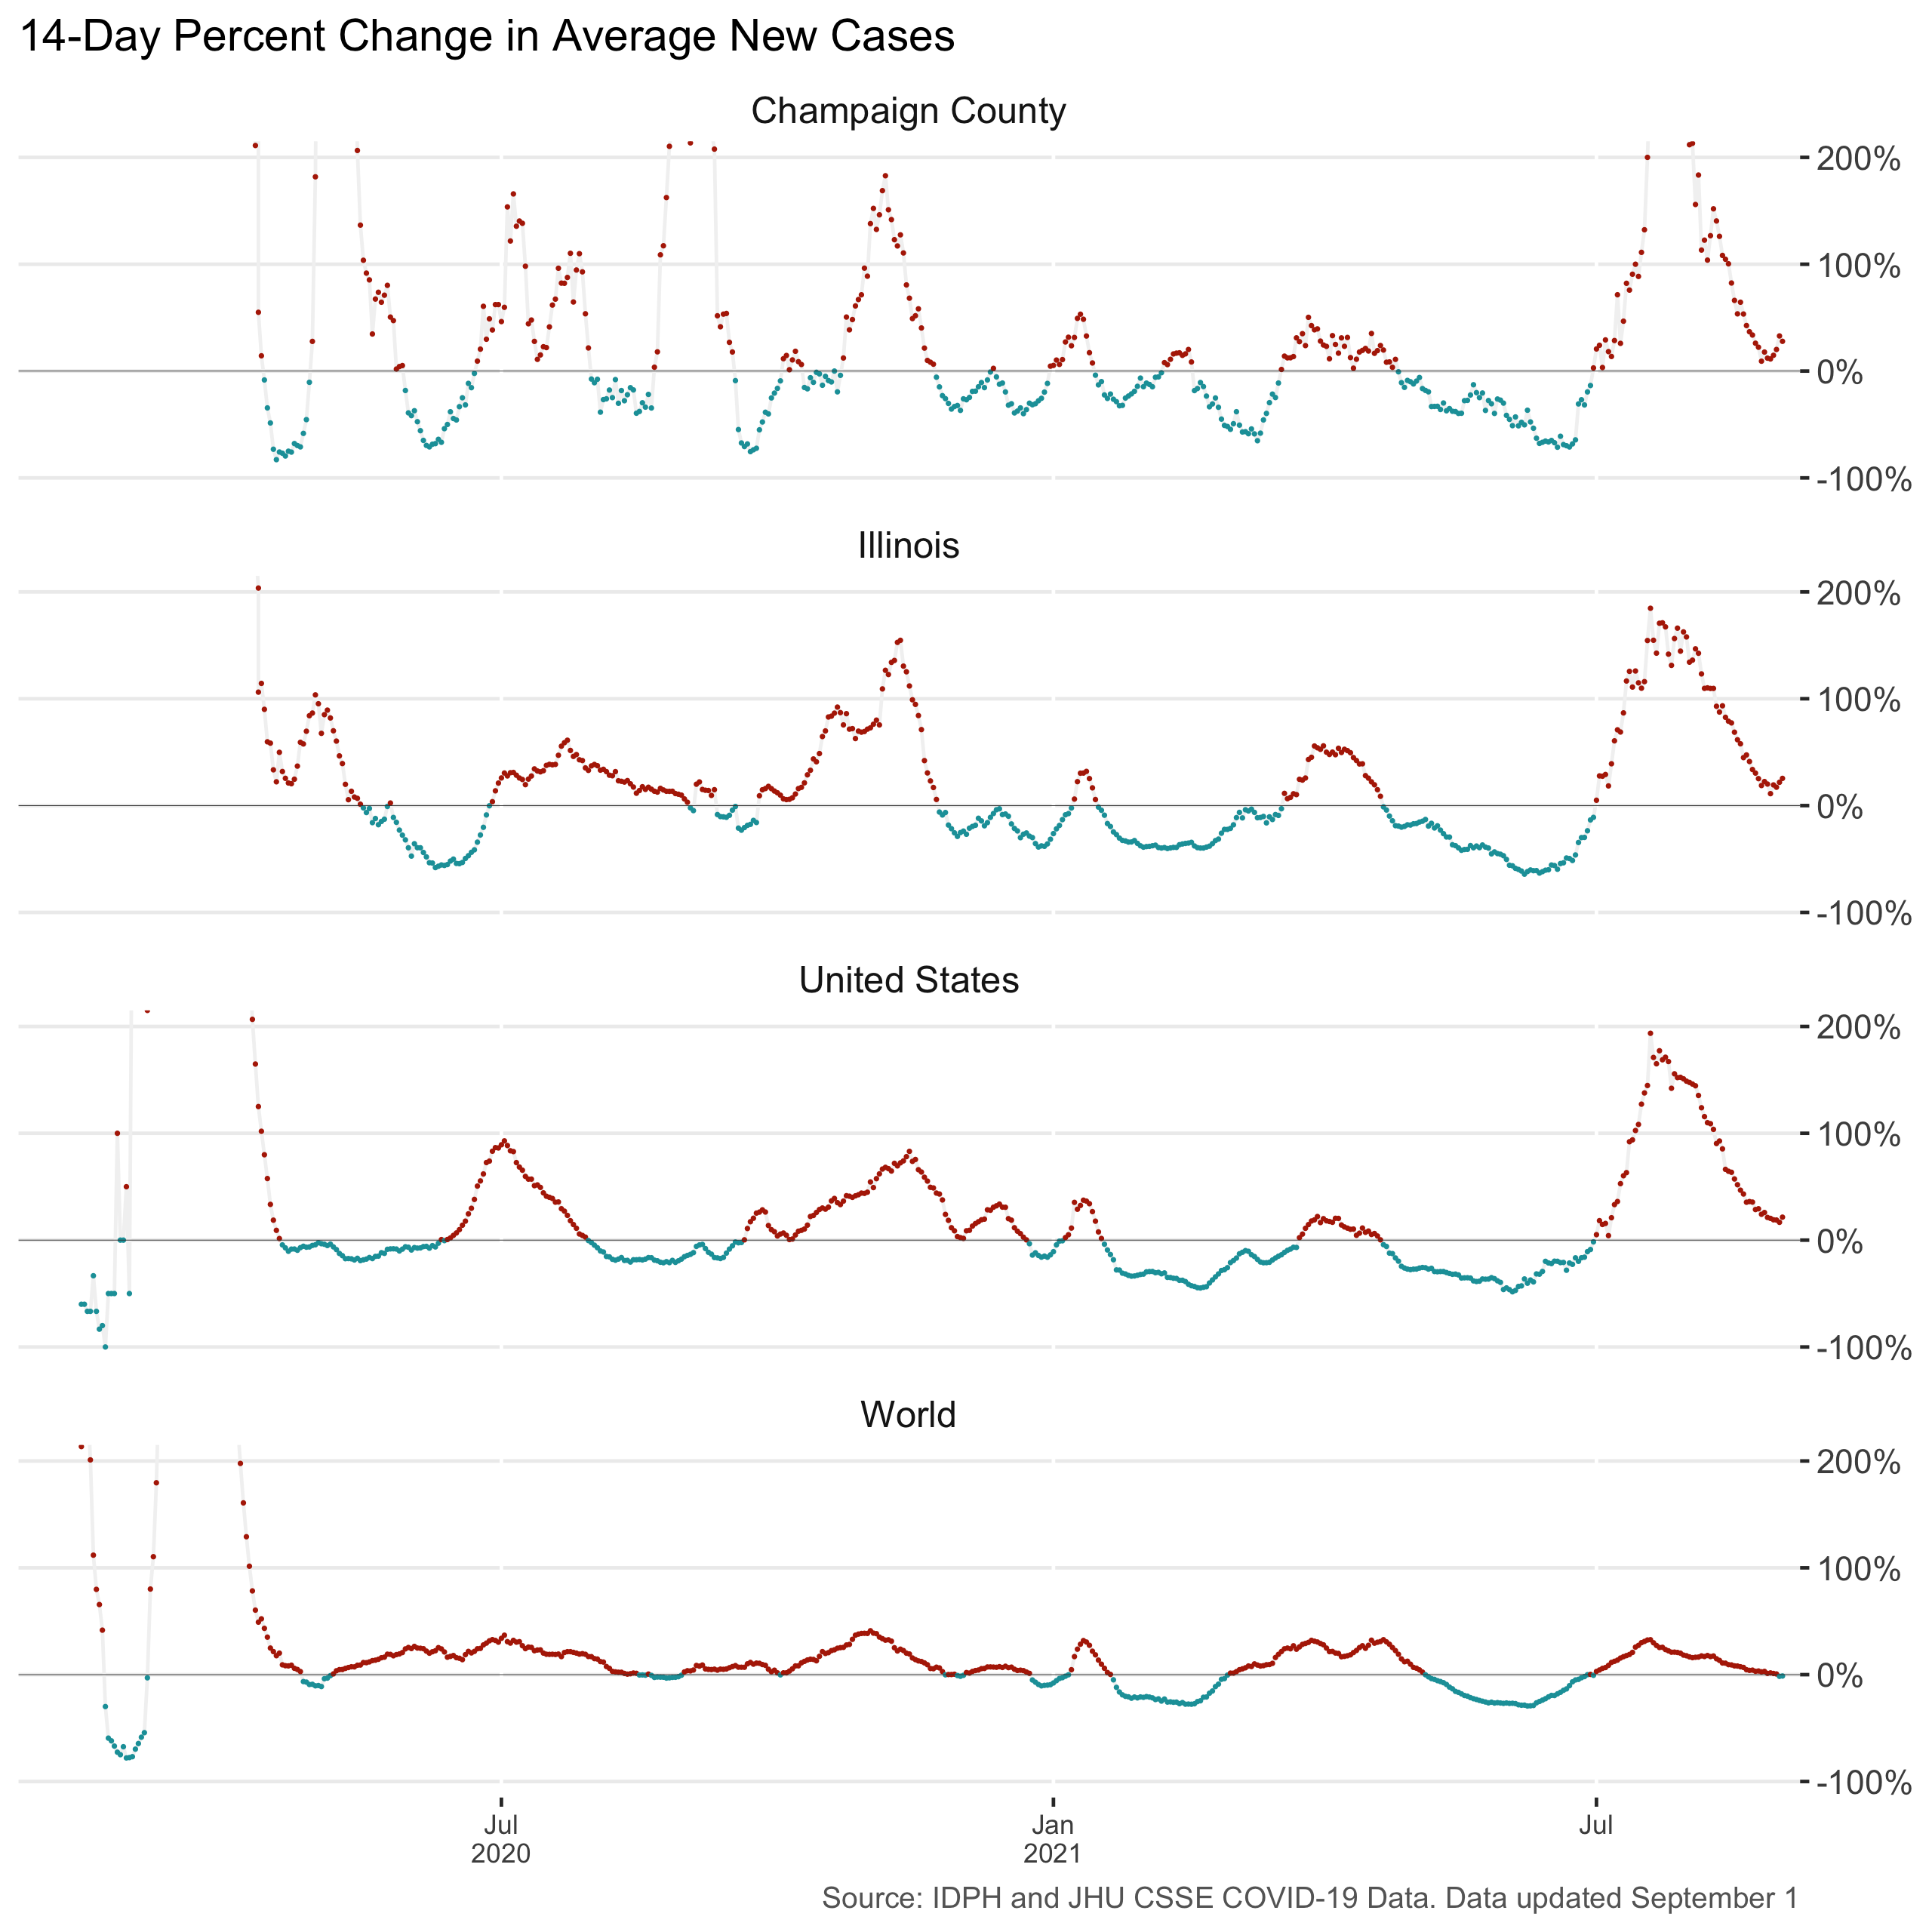 14-Day Percent Change in Average New Cases
Champaign County
200%
100%
0%
-100%
Illinois
200%
100%
0%
-100%
United States
200%
100%
0%
-100%
World
200%
100%
0%
-100%
Jul Jan Jul
2020 2021
Source: IDPH and JHU CSSE COVID-19 Data. Data updated September 1